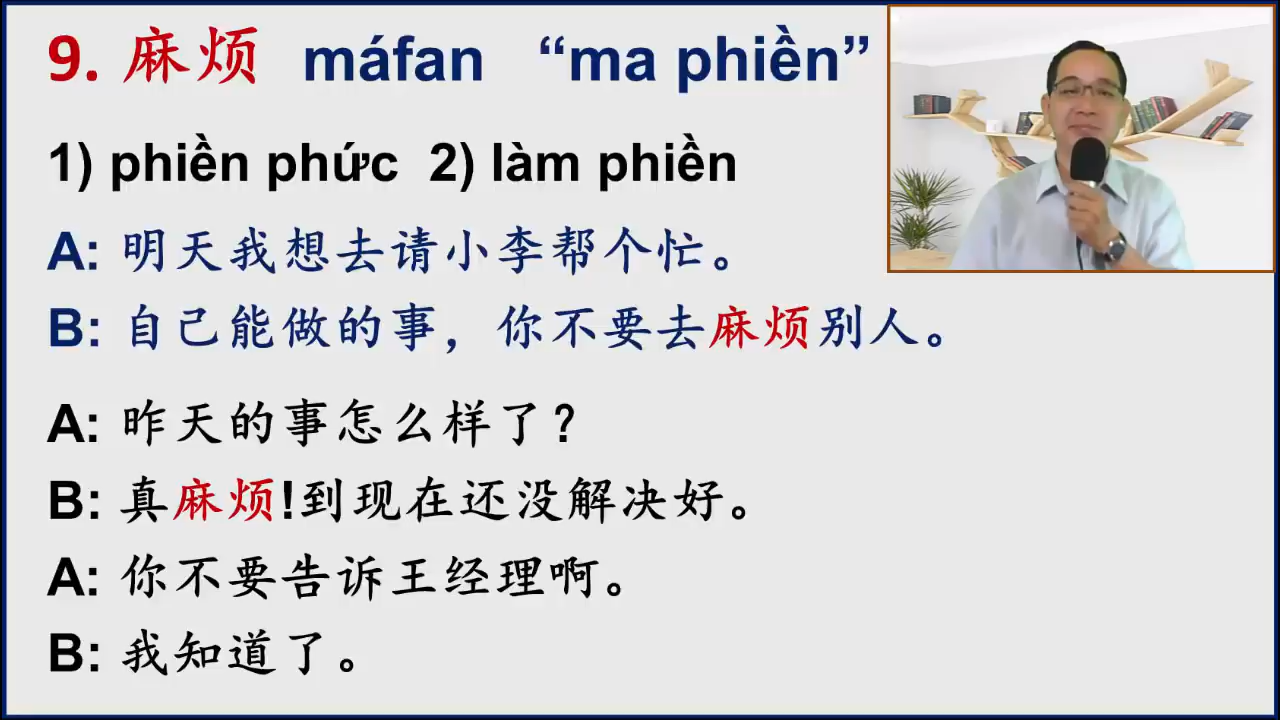 9. 麻烦 máfan “ma phiền”
1) phiền phức 2) làm phiền
A: 明天我想去请小李帮个忙。
B: 自己能做的事，你不要去麻烦别人。
A: 昨天的事怎么样了？
B: 真麻烦!到现在还没解决好。
A: 你不要告诉王经理啊。
B: 我知道了。